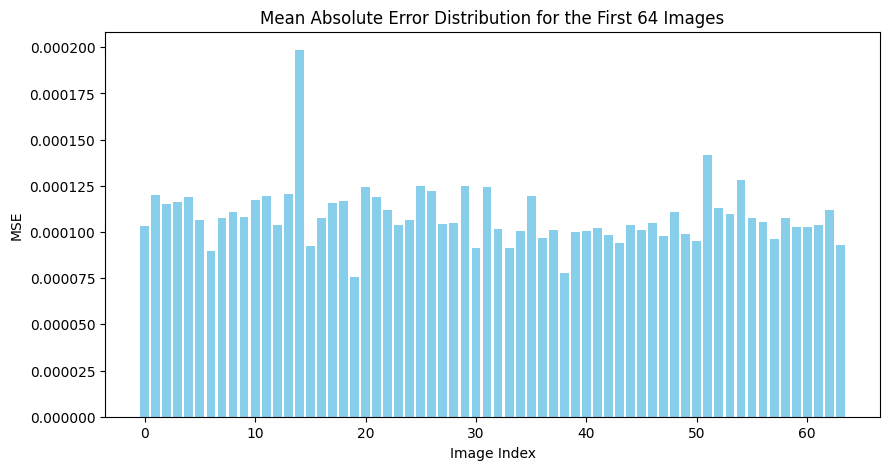 Mean Absolute Error Distribution for the First 64 Images
0.000200
0.000175
0.000150
0.000125
0.000100
0.000075
0.000050
0.000025
0.000000
MSE
0 10 20 30 40 50 60
Image Index